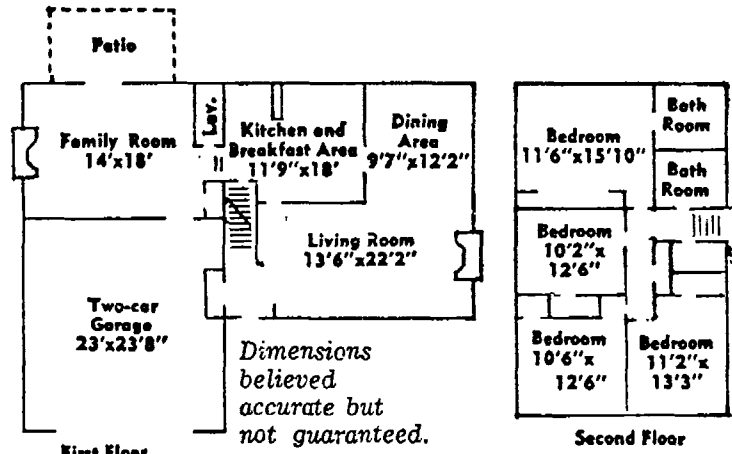 Patio
Family Room
14'x18'
Lav.
Kitchen and
Breakfast Area
11'9"x18'
Dining
Area
9'7"x12'2"
Living Room
13'6"x22'2"
Two-car
Garage
23'x23'8"
Dimensions
believed
accurate but
not guaranteed.
First Floor
Bedroom
11'6"x15'10"
Bath
Room
Bath
Room
Bedroom
10'2"x
12'6"
Bedroom
10'6"x
12'6"
Bedroom
11'2"x
13'3"
Second Floor